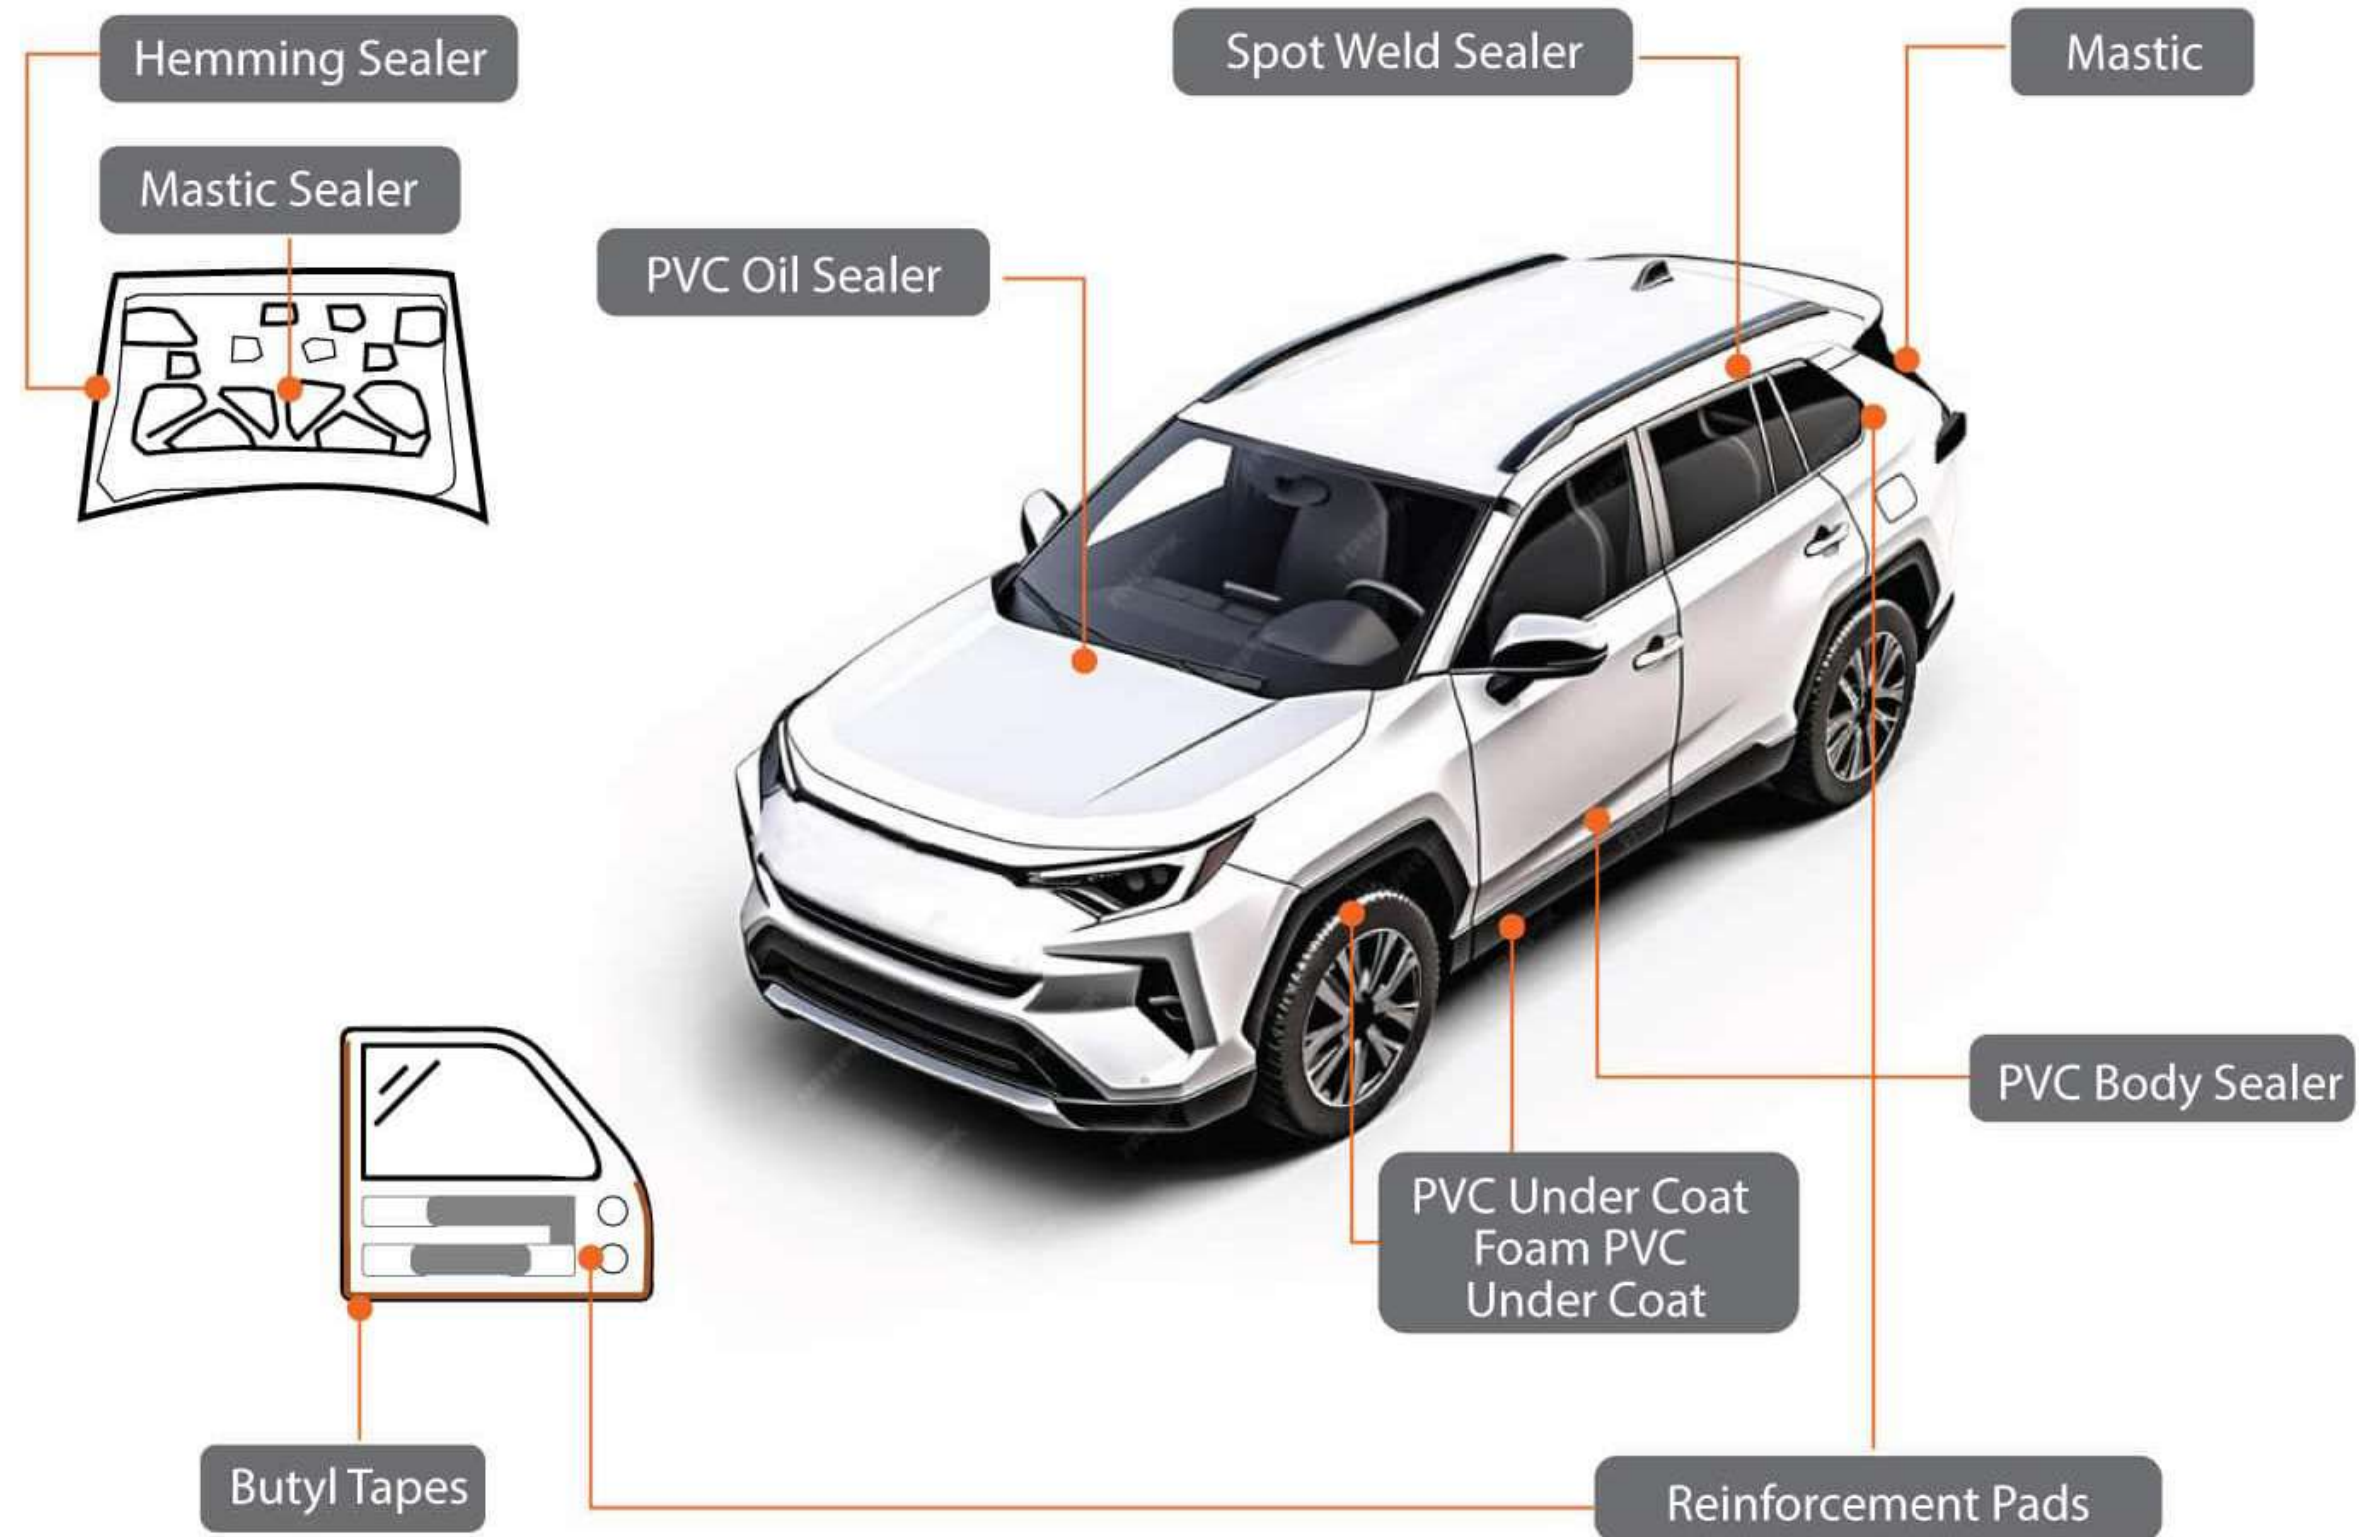 Hemming Sealer
Spot Weld Sealer
Mastic
Mastic Sealer
PVC Oil Sealer
PVC Body Sealer
PVC Under Coat
Foam PVC
Under Coat
Butyl Tapes
Reinforcement Pads